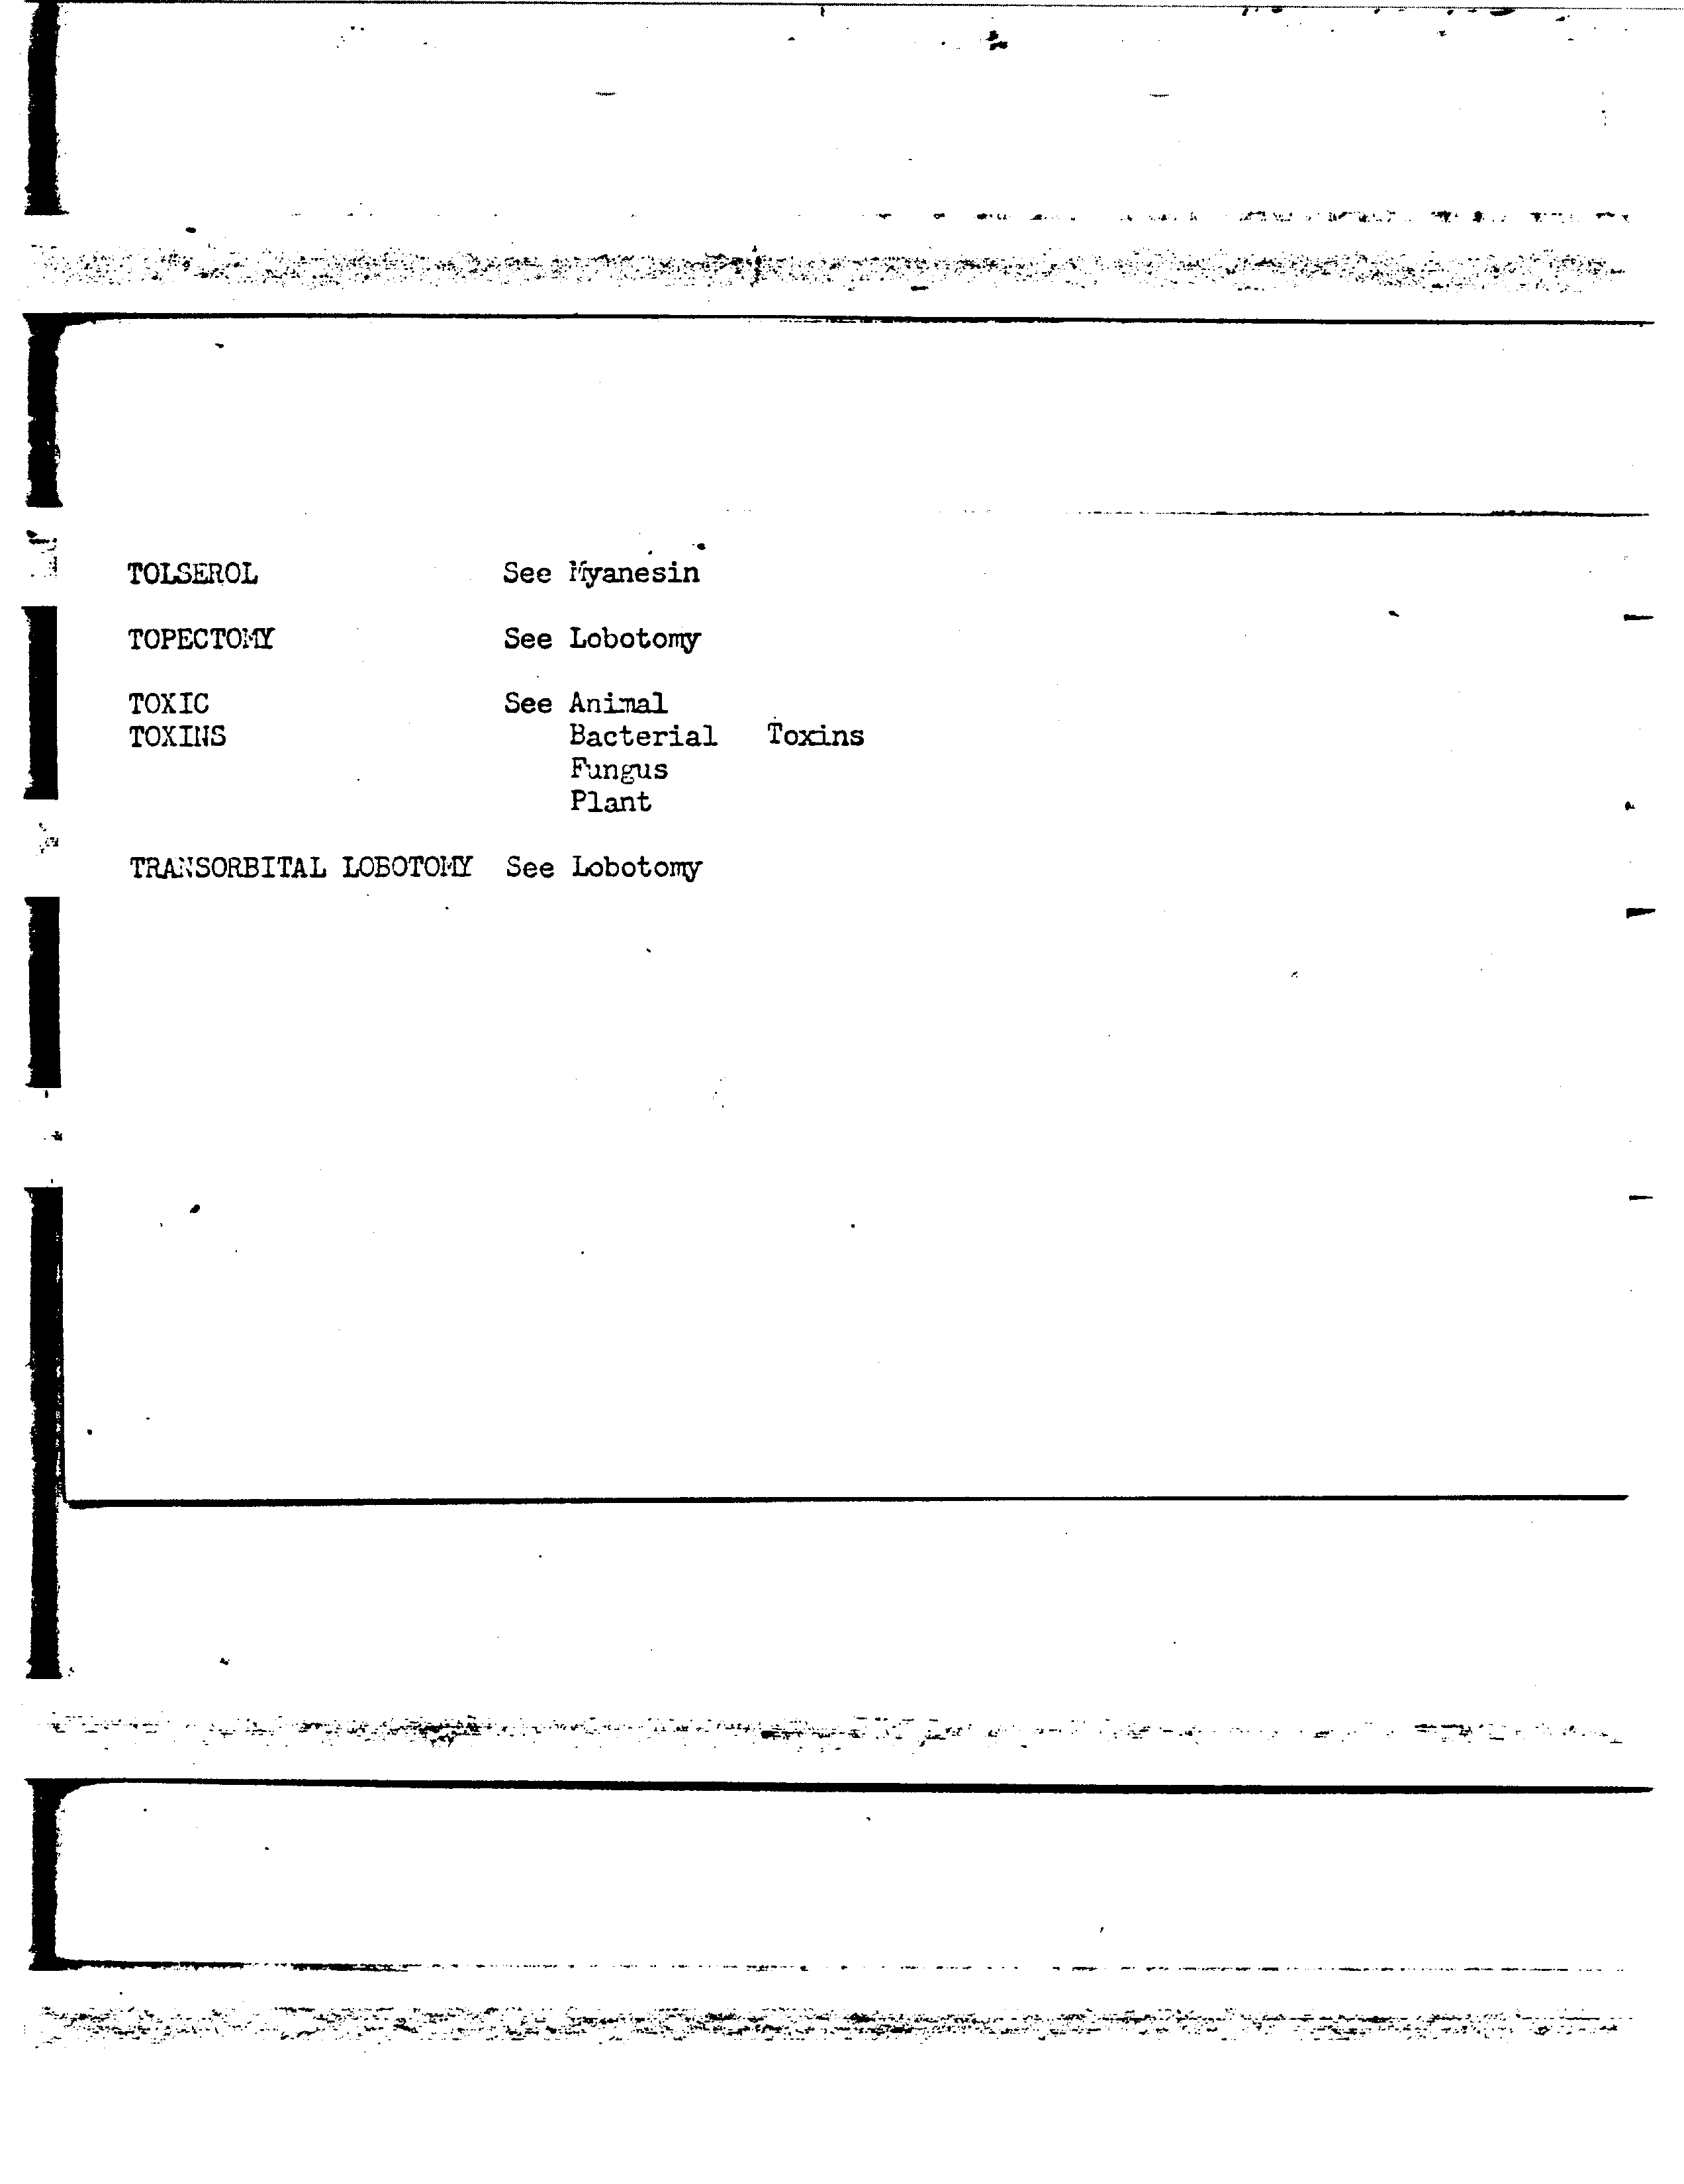 TOLSEROL See Myanesin
TOPECTOMY See Lobotomy
TOXIC See Animal
TOXINS Bacterial Toxins
Fungus
Plant
TRANSORBITAL LOBOTOMY See Lobotomy